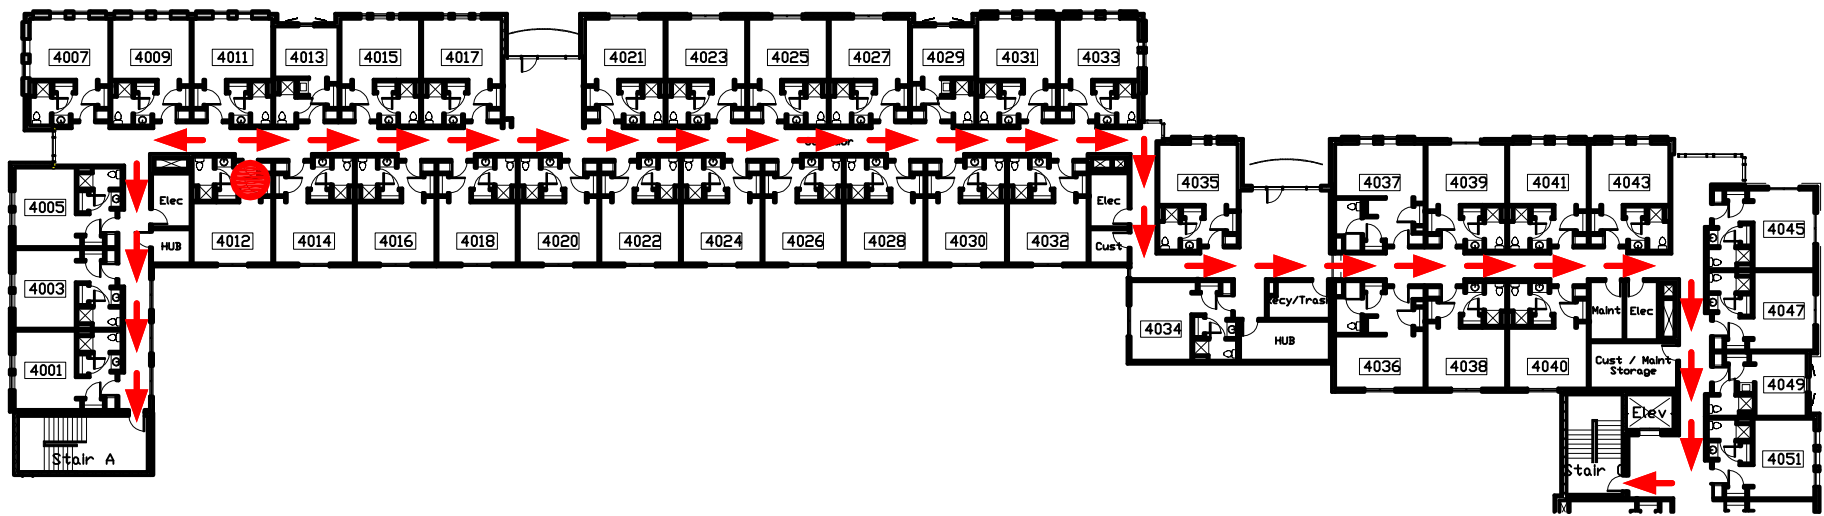 4007 4009 4011 4013 4015 4017 4021 4023 4025 4027 4029 4031 4033
4035 4037 4039 4041 4043
4005 Elec Elec 4045
HUB 4012 4014 4016 4018 4020 4022 4024 4026 4028 4030 4032 Cust
4003 Maint Elec 4047
4034 HUB
4001 4036 4038 4040 Cust / Maint
Storage
4049
Elev
Stair A Stair 4051